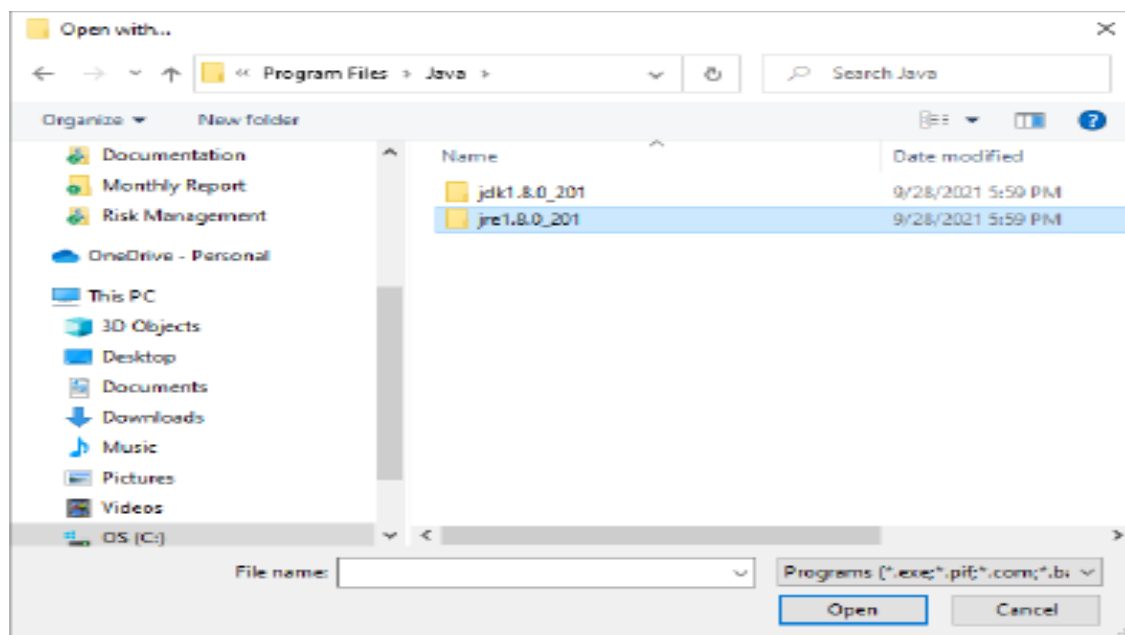 Open with...
« Program Files › Java › Search Java
Organize New folder
Documentation
Monthly Report
Risk Management
OneDrive - Personal
This PC
3D Objects
Desktop
Documents
Downloads
Music
Pictures
Videos
OS (C:)
Name Date modified
jdk1.8.0_201 9/28/2021 5:59 PM
jre1.8.0_201 9/28/2021 5:59 PM
File name: Programs (*.exe;*.pif;*.com;*.ba
Open Cancel